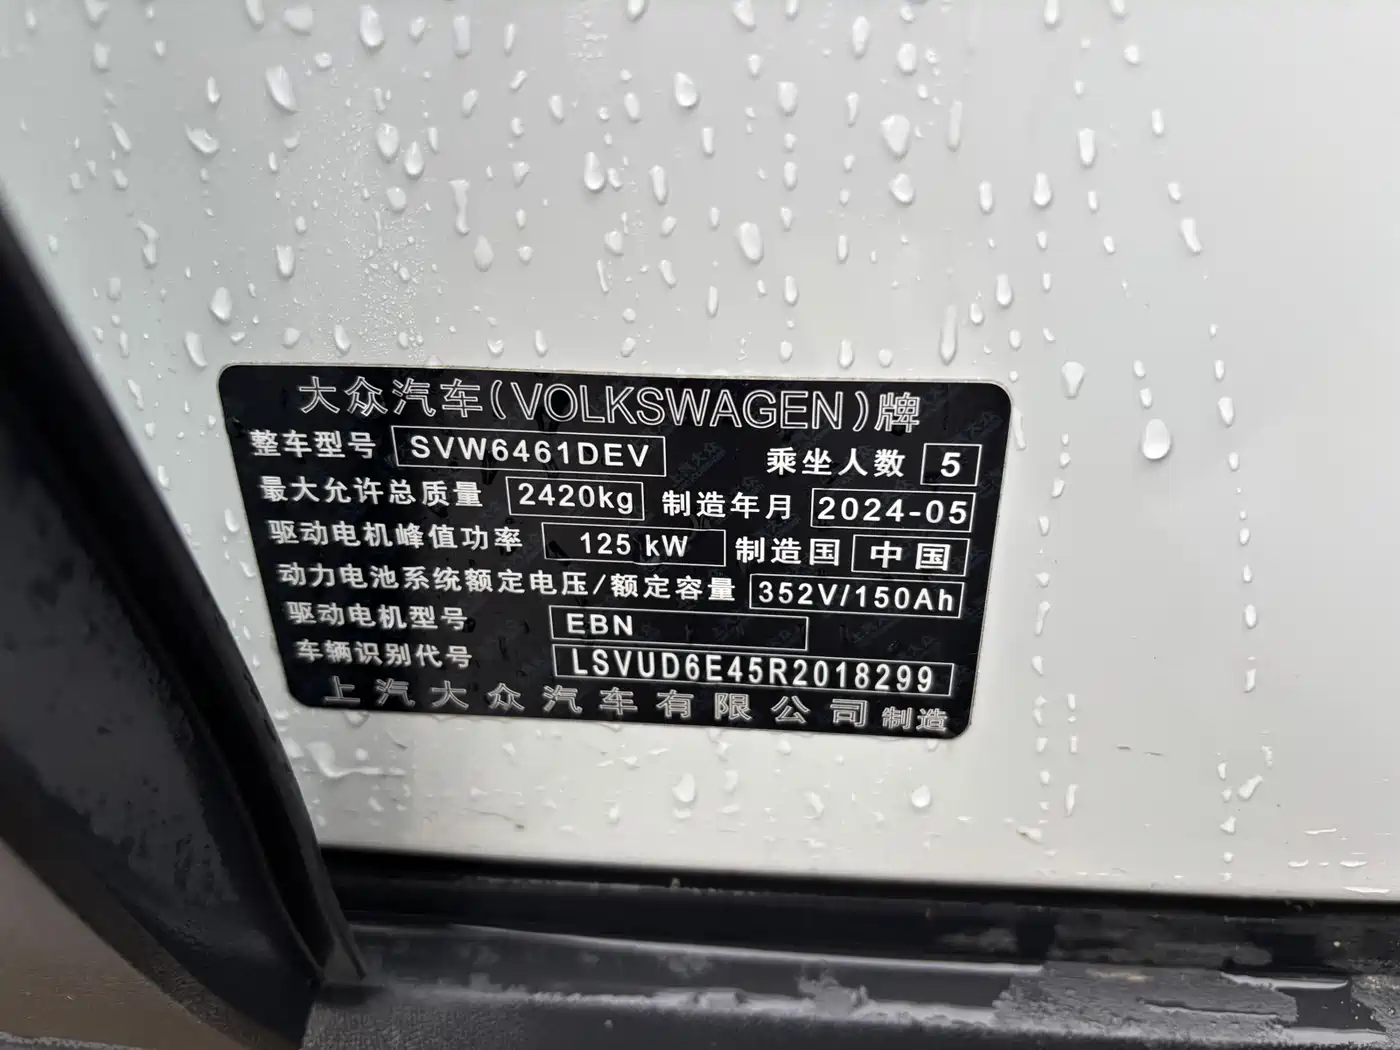 大众汽车(VOLKSWAGEN)牌
整车型号 SVW6461DEV 乘坐人数 5
最大允许总质量 2420kg 制造年月 2024-05
驱动电机峰值功率 125 kW 制造国 中国
动力电池系统额定电压/额定容量 352V/150Ah
驱动电机型号 EBN
车辆识别代号 LSVUD6E45R2018299
上汽大众汽车有限公司制造